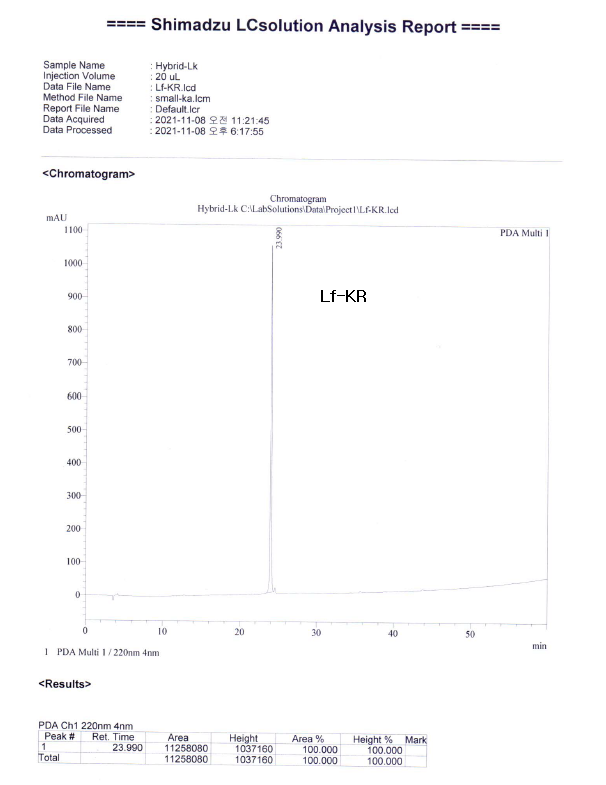 ==== Shimadzu LCsolution Analysis Report ====
Sample Name : Hybrid-Lk
Injection Volume : 20 uL
Data File Name : Lf-KR.lcd
Method File Name : small-ka.lcm
Report File Name : Default.lcr
Data Acquired : 2021-11-08 오전 11:21:45
Data Processed : 2021-11-08 오후 6:17:55
<Chromatogram>
Chromatogram
Hybrid-Lk C:\LabSolutions\Data\Project1\Lf-KR.lcd
mAU
PDA Multi 1
1100
23.990
1000
900
Lf-KR
800
700
600
500
400
300
200
100
0
0 10 20 30 40 50
min
1 PDA Multi 1 / 220nm 4nm
<Results>
PDA Ch1 220nm 4nm
Peak # Ret. Time Area Height Area % Height % Mark
1 23.990 11258080 1037160 100.000 100.000
Total 11258080 1037160 100.000 100.000